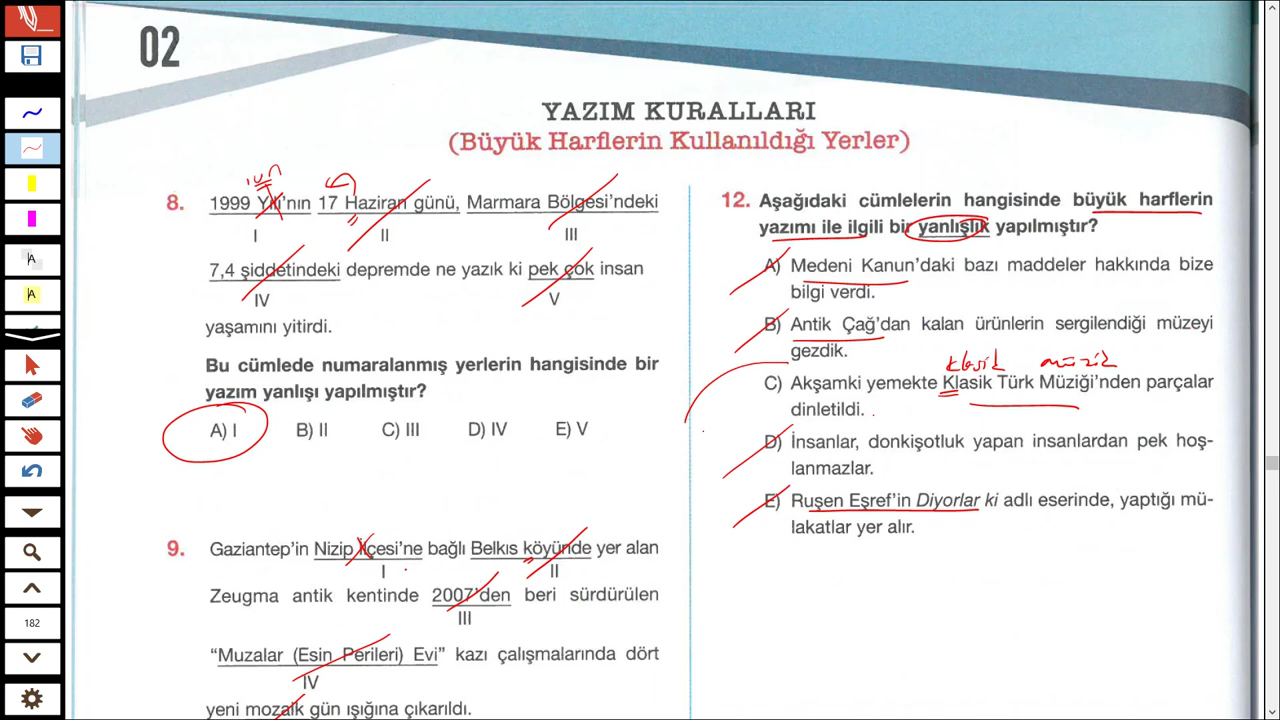 02
YAZIM KURALLARI
(Büyük Harflerin Kullanıldığı Yerler)
8. 1999 Yılı'nın 17 Haziran günü, Marmara Bölgesi'ndeki
I II III
7,4 şiddetindeki depremde ne yazık ki pek çok insan
IV V
yaşamını yitirdi.
Bu cümlede numaralanmış yerlerin hangisinde bir
yazım yanlışı yapılmıştır?
A) I B) II C) III D) IV E) V
9. Gaziantep'in Nizip İlçesi'ne bağlı Belkıs köyünde yer alan
I II
Zeugma antik kentinde 2007'den beri sürdürülen
III
"Muzalar (Esin Perileri) Evi" kazı çalışmalarında dört
IV
yeni mozaik gün ışığına çıkarıldı.
12. Aşağıdaki cümlelerin hangisinde büyük harflerin
yazımı ile ilgili bir yanlışlık yapılmıştır?
A) Medeni Kanun'daki bazı maddeler hakkında bize
bilgi verdi.
B) Antik Çağ'dan kalan ürünlerin sergilendiği müzeyi
gezdik.
klasik müzik
C) Akşamki yemekte Klasik Türk Müziği'nden parçalar
dinletildi.
D) İnsanlar, donkişotluk yapan insanlardan pek hoş-
lanmazlar.
E) Ruşen Eşref'in Diyorlar ki adlı eserinde, yaptığı mü-
lakatlar yer alır.
A
A
182